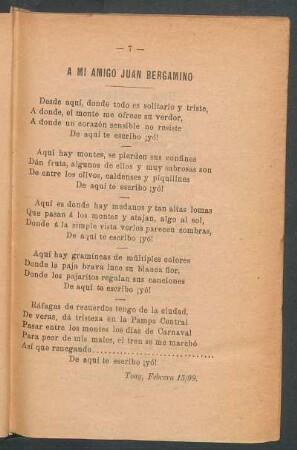 — 7 —
A MI AMIGO JUAN BERGAMINO
Desde aquí, donde todo es solitario y triste,
A donde, el monte me ofrece su verdor,
A donde un corazón sensible no resiste
De aquí te escribo ¡yó!
Aquí hay montes, se pierden sus confines
Dán fruta, algunos de ellos y muy sabrosas son
De entre los olivos, caldenses y piquilines
De aquí te escribo ¡yó!
Aquí es donde hay medanos y tan altas lomas
Que pasan á los montes y atajan, algo al sol,
Donde á la simple vista verlos parecen sombras,
De aquí te escribo ¡yó!
Aquí hay gramíneas de múltiples colores
Donde la paja brava luce su blanca flor,
Donde los pajaritos regulan sus canciones
De aquí te escribo ¡yó!
Ráfagas de recuerdos tengo de la ciudad,
De veras, dá tristeza en la Pampa Central
Pasar entre los montes los días de Carnaval
Para peor de mis males, el tren se me marchó
Así que renegando..............................
De aquí te escribo ¡yó!
Toay, Febrero 15/99.